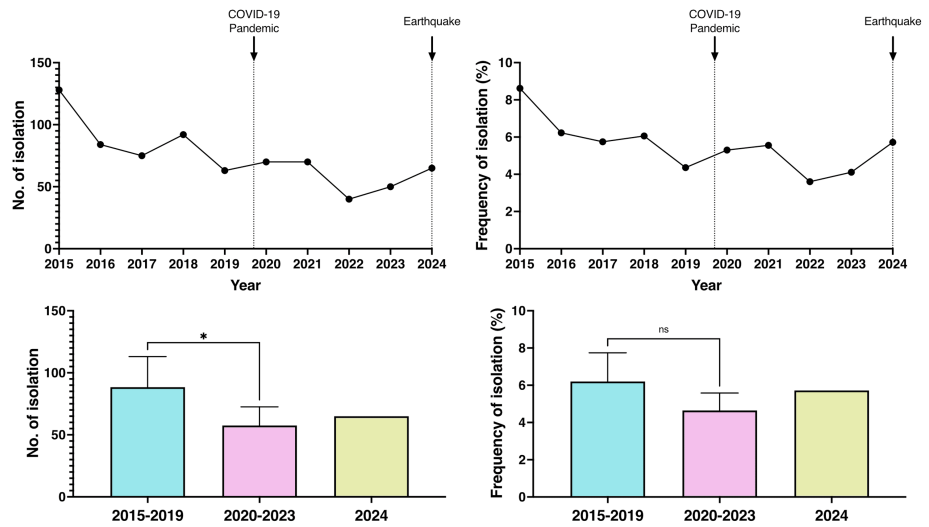 COVID-19
Pandemic
Earthquake
No. of isolation
150
100
50
0
2015 2016 2017 2018 2019 2020 2021 2022 2023 2024
Year
COVID-19
Pandemic
Earthquake
Frequency of isolation (%)
10
8
6
4
2
0
2015 2016 2017 2018 2019 2020 2021 2022 2023 2024
Year
No. of isolation
150
100
50
0
*
2015-2019 2020-2023 2024
Frequency of isolation (%)
10
8
6
4
2
0
ns
2015-2019 2020-2023 2024